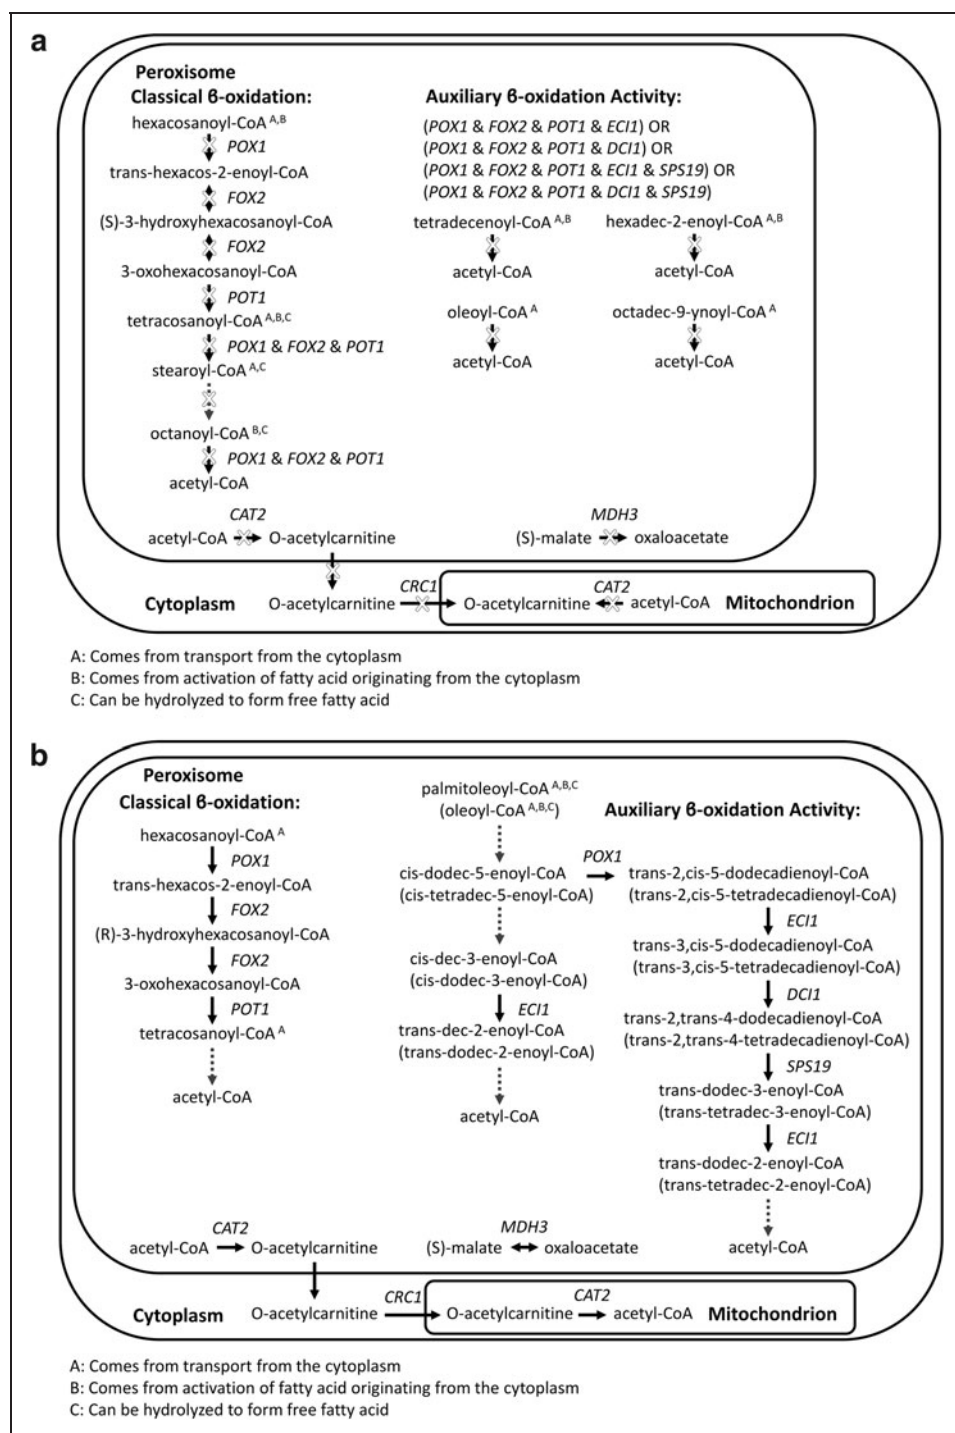 a
Peroxisome
Classical β-oxidation:
hexacosanoyl-CoA A,B
POX1
trans-hexacos-2-enoyl-CoA
FOX2
(S)-3-hydroxyhexacosanoyl-CoA
FOX2
3-oxohexacosanoyl-CoA
POT1
tetracosanoyl-CoA A,B,C
POX1 & FOX2 & POT1
stearoyl-CoA A,C
octanoyl-CoA B,C
POX1 & FOX2 & POT1
acetyl-CoA
Auxiliary β-oxidation Activity:
(POX1 & FOX2 & POT1 & ECI1) OR
(POX1 & FOX2 & POT1 & DCI1) OR
(POX1 & FOX2 & POT1 & ECI1 & SPS19) OR
(POX1 & FOX2 & POT1 & DCI1 & SPS19)
tetradecenoyl-CoA A,B
acetyl-CoA
hexadec-2-enoyl-CoA A,B
acetyl-CoA
oleoyl-CoA A
acetyl-CoA
octadec-9-ynoyl-CoA A
acetyl-CoA
CAT2
acetyl-CoA O-acetylcarnitine
MDH3
(S)-malate oxaloacetate
Cytoplasm O-acetylcarnitine CRC1 O-acetylcarnitine CAT2 acetyl-CoA Mitochondrion
A: Comes from transport from the cytoplasm
B: Comes from activation of fatty acid originating from the cytoplasm
C: Can be hydrolyzed to form free fatty acid
b
Peroxisome
Classical β-oxidation:
hexacosanoyl-CoA A
POX1
trans-hexacos-2-enoyl-CoA
FOX2
(R)-3-hydroxyhexacosanoyl-CoA
FOX2
3-oxohexacosanoyl-CoA
POT1
tetracosanoyl-CoA A
acetyl-CoA
palmitoleoyl-CoA A,B,C
(oleoyl-CoA A,B,C)
cis-dodec-5-enoyl-CoA
(cis-tetradec-5-enoyl-CoA)
cis-dec-3-enoyl-CoA
(cis-dodec-3-enoyl-CoA)
ECI1
trans-dec-2-enoyl-CoA
(trans-dodec-2-enoyl-CoA)
acetyl-CoA
Auxiliary β-oxidation Activity:
POX1
trans-2,cis-5-dodecadienoyl-CoA
(trans-2,cis-5-tetradecadienoyl-CoA)
ECI1
trans-3,cis-5-dodecadienoyl-CoA
(trans-3,cis-5-tetradecadienoyl-CoA)
DCI1
trans-2,trans-4-dodecadienoyl-CoA
(trans-2,trans-4-tetradecadienoyl-CoA)
SPS19
trans-dodec-3-enoyl-CoA
(trans-tetradec-3-enoyl-CoA)
ECI1
trans-dodec-2-enoyl-CoA
(trans-tetradec-2-enoyl-CoA)
acetyl-CoA
CAT2
acetyl-CoA O-acetylcarnitine
MDH3
(S)-malate oxaloacetate
Cytoplasm O-acetylcarnitine CRC1 O-acetylcarnitine CAT2 acetyl-CoA Mitochondrion
A: Comes from transport from the cytoplasm
B: Comes from activation of fatty acid originating from the cytoplasm
C: Can be hydrolyzed to form free fatty acid